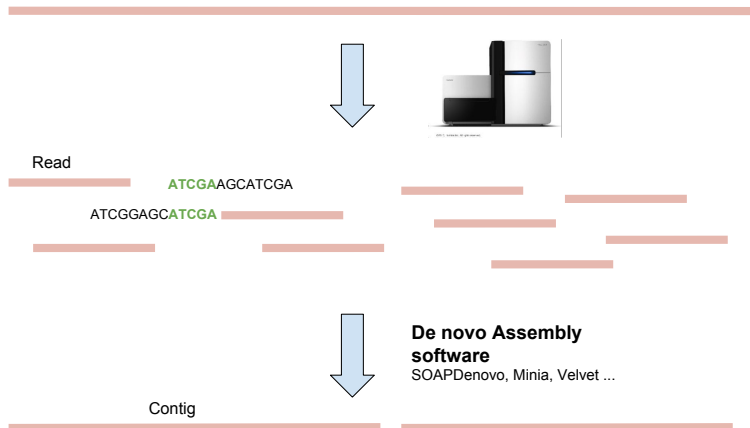 Read
ATCGAAGCATCGA
ATCGGAGCATCGA
De novo Assembly
software
SOAPDenovo, Minia, Velvet ...
Contig